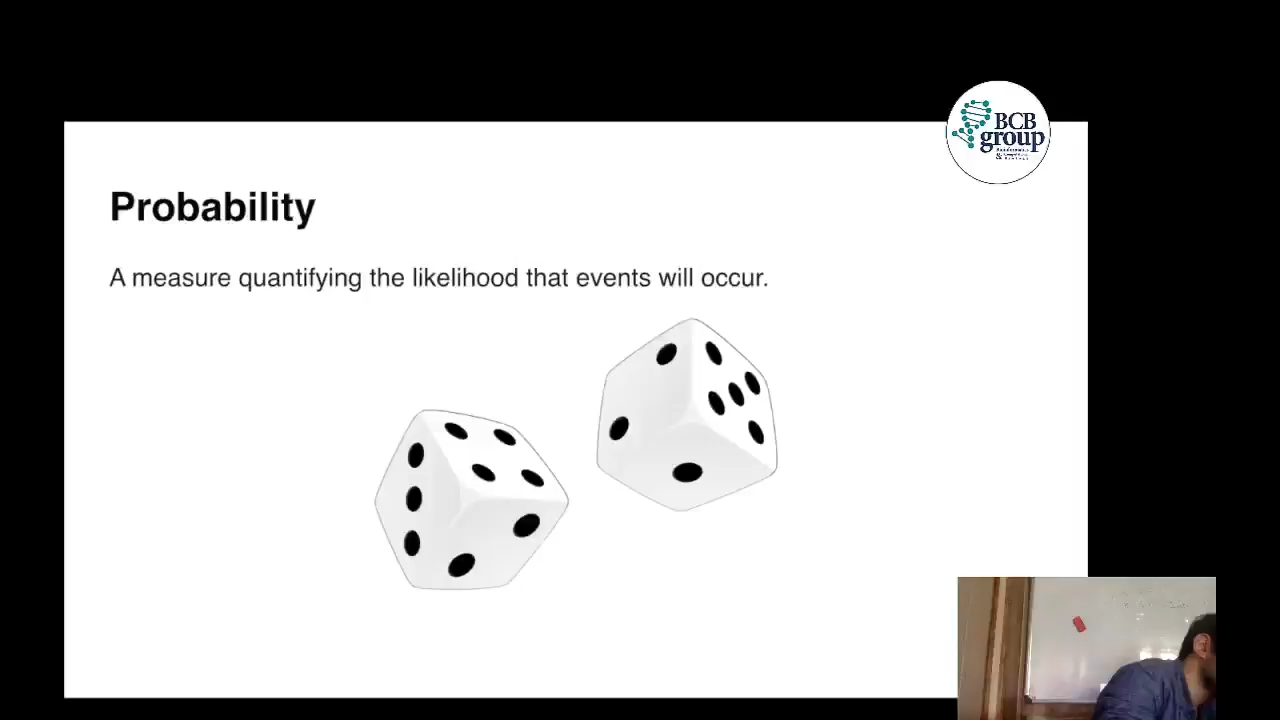 BCB
group
Probability
A measure quantifying the likelihood that events will occur.